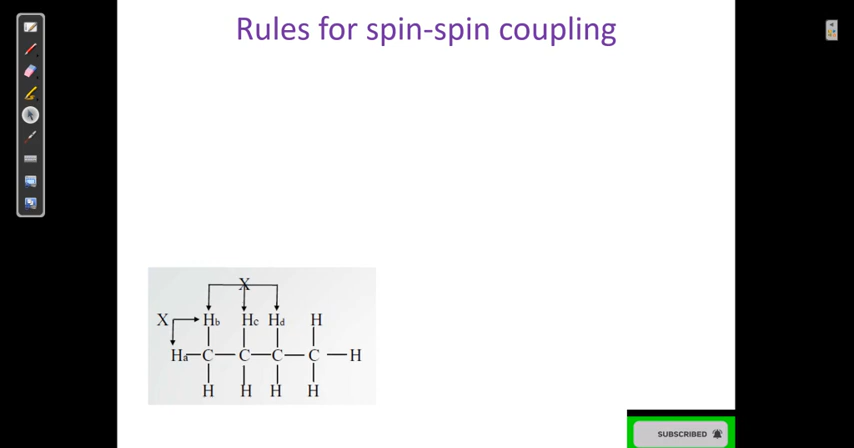 Rules for spin-spin coupling
X
X Hb Hc Hd H
Ha C C C C H
H H H H
SUBSCRIBED